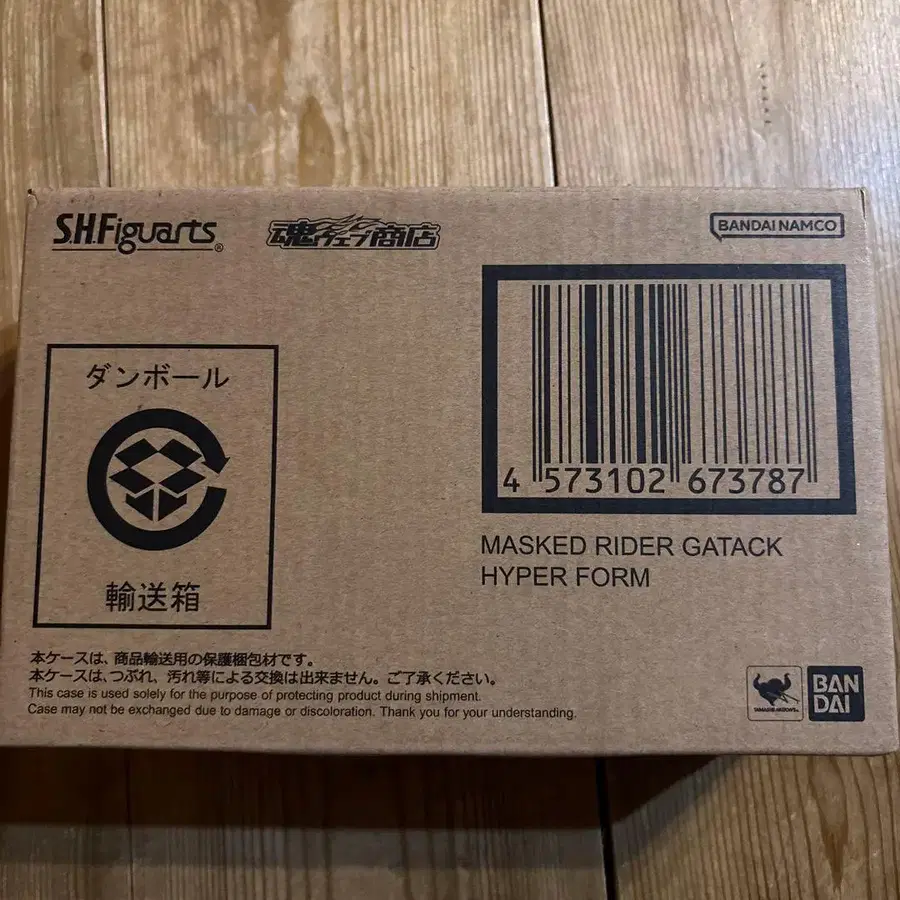 S.H.Figuarts®
魂ウェブ商店
BANDAI NAMCO
ダンボール
輸送箱
4 573102 673787
MASKED RIDER GATACK
HYPER FORM
本ケースは、商品輸送用の保護梱包材です。
本ケースは、つぶれ、汚れ等による交換は出来ません。ご了承ください。
This case is used solely for the purpose of protecting product during shipment.
Case may not be exchanged due to damage or discoloration. Thank you for your understanding.
TAMASHII NATIONS
BAN
DAI